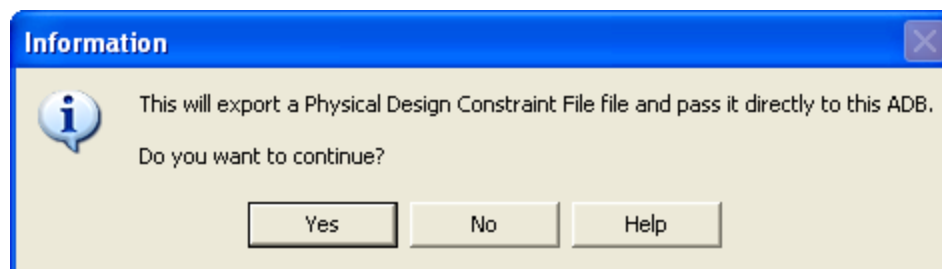 Information
This will export a Physical Design Constraint File file and pass it directly to this ADB.
Do you want to continue?
Yes No Help